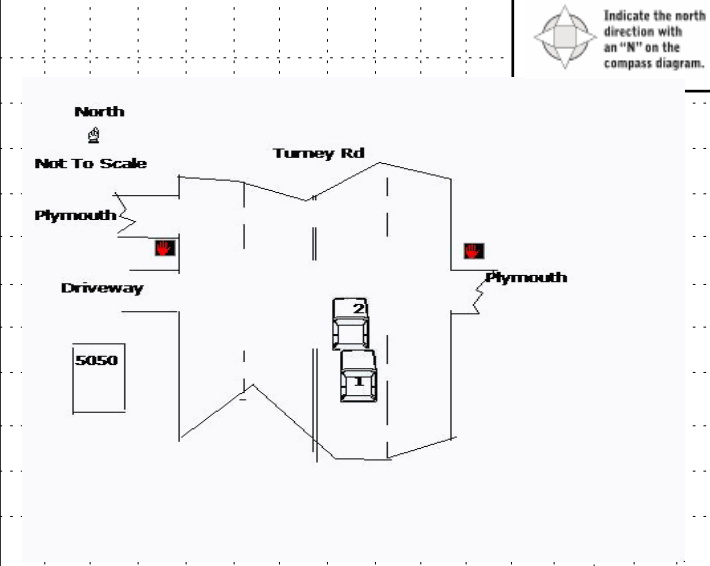 Indicate the north
direction with
an "N" on the
compass diagram.
North
Not To Scale
Turney Rd
Plymouth
Plymouth
Driveway
2
5050
1